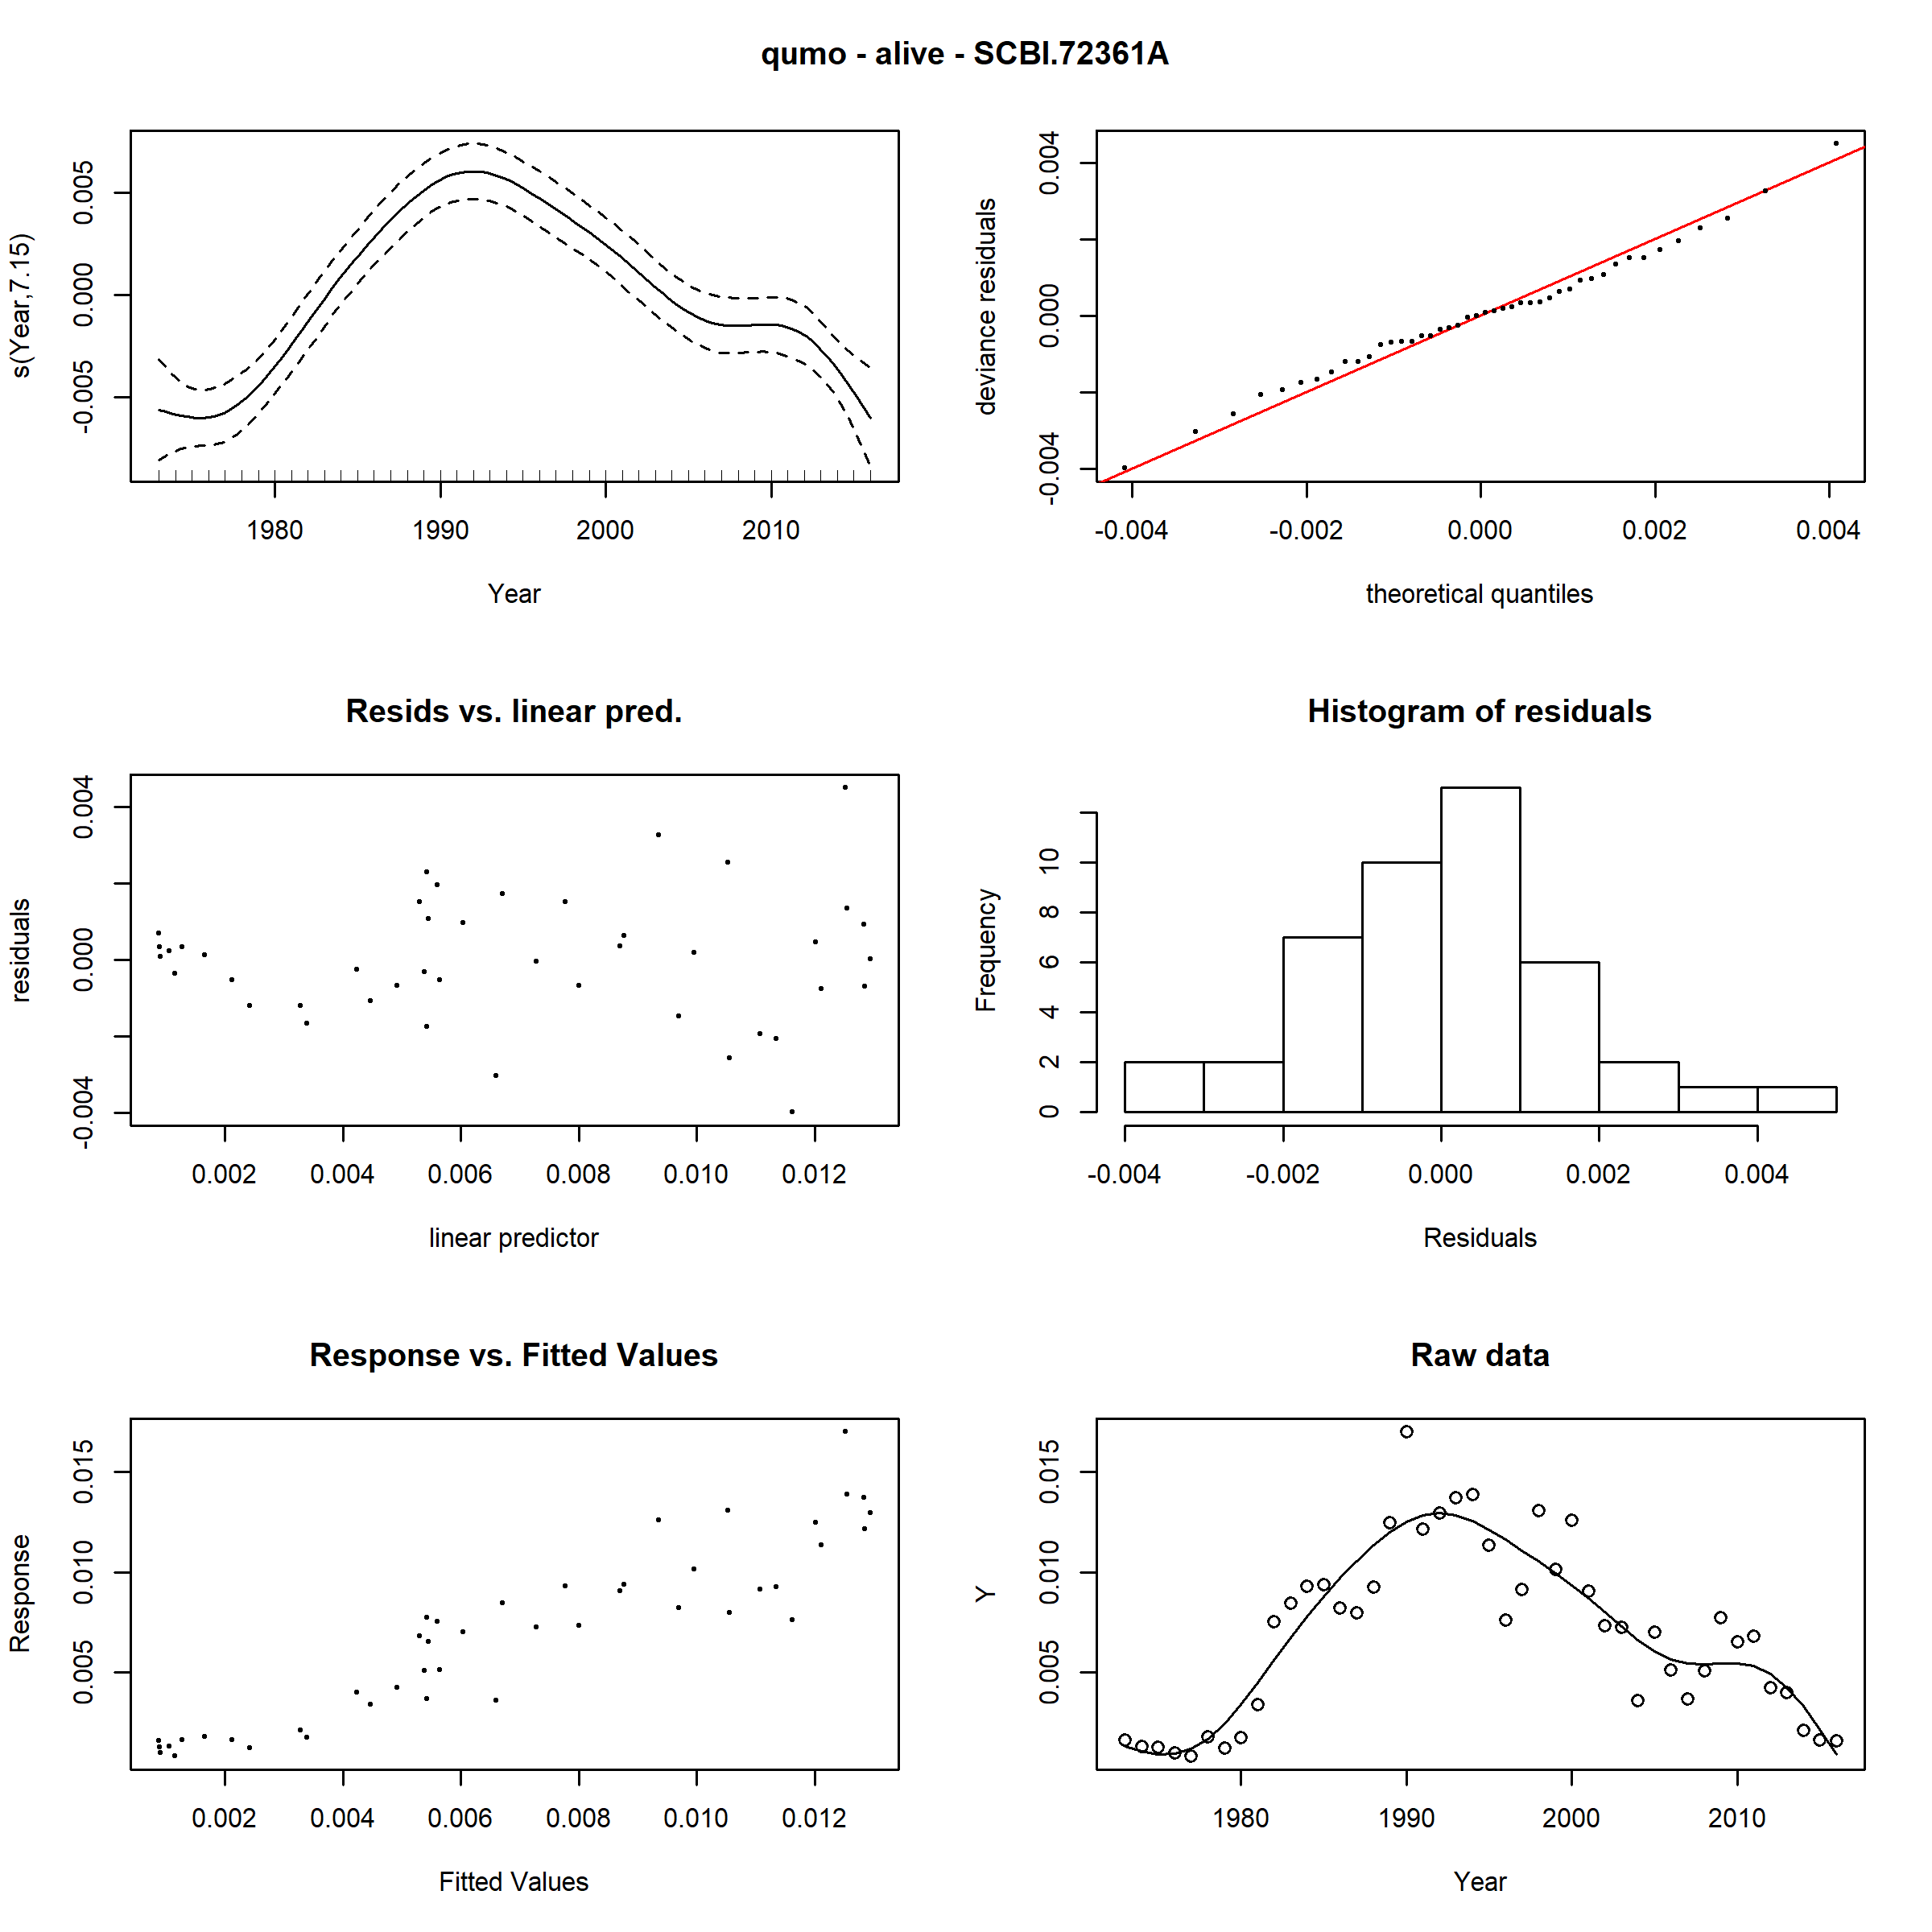 qumo - alive - SCBI.72361A
s(Year,7.15)
0.005
0.000
-0.005
1980 1990 2000 2010
Year
deviance residuals
0.004
0.000
-0.004
-0.004 -0.002 0.000 0.002 0.004
theoretical quantiles
Resids vs. linear pred.
residuals
0.004
0.000
-0.004
0.002 0.004 0.006 0.008 0.010 0.012
linear predictor
Histogram of residuals
Frequency
10
8
6
4
2
0
-0.004 -0.002 0.000 0.002 0.004
Residuals
Response vs. Fitted Values
Response
0.015
0.010
0.005
0.002 0.004 0.006 0.008 0.010 0.012
Fitted Values
Raw data
Y
0.015
0.010
0.005
1980 1990 2000 2010
Year